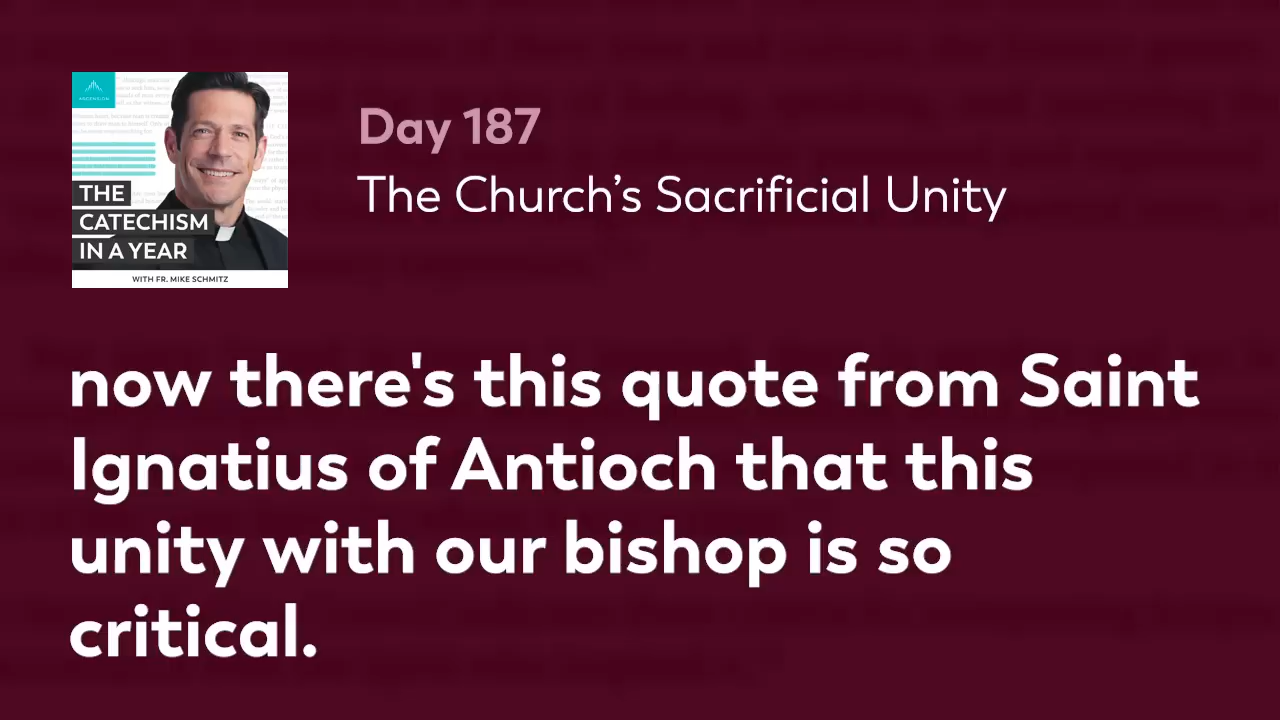 ASCENSION
THE
CATECHISM
IN A YEAR
WITH FR. MIKE SCHMITZ
Day 187
The Church’s Sacrificial Unity
now there's this quote from Saint
Ignatius of Antioch that this
unity with our bishop is so
critical.